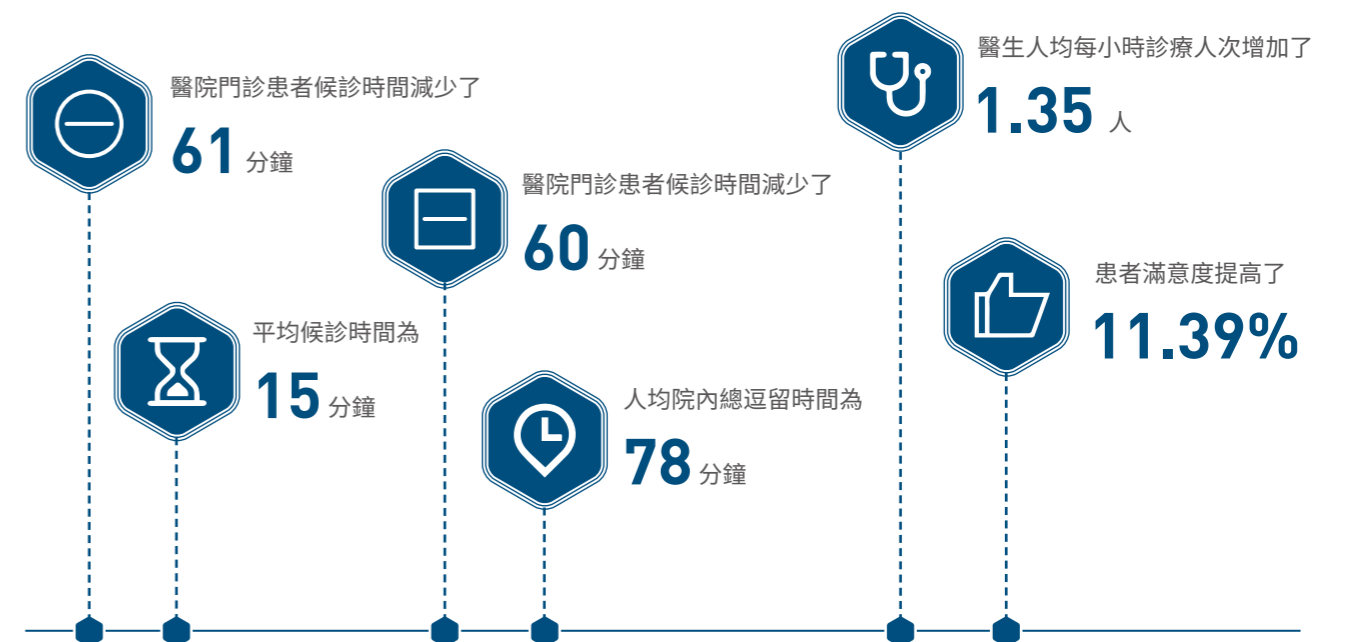 醫院門診患者候診時間減少了
61 分鐘
平均候診時間為
15 分鐘
醫院門診患者候診時間減少了
60 分鐘
人均院內總逗留時間為
78 分鐘
醫生人均每小時診療人次增加了
1.35 人
患者滿意度提高了
11.39%